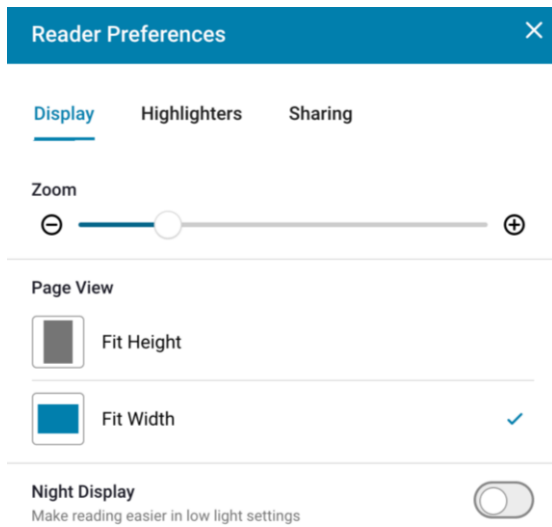 Reader Preferences
Display Highlighters Sharing
Zoom
Page View
Fit Height
Fit Width
Night Display
Make reading easier in low light settings